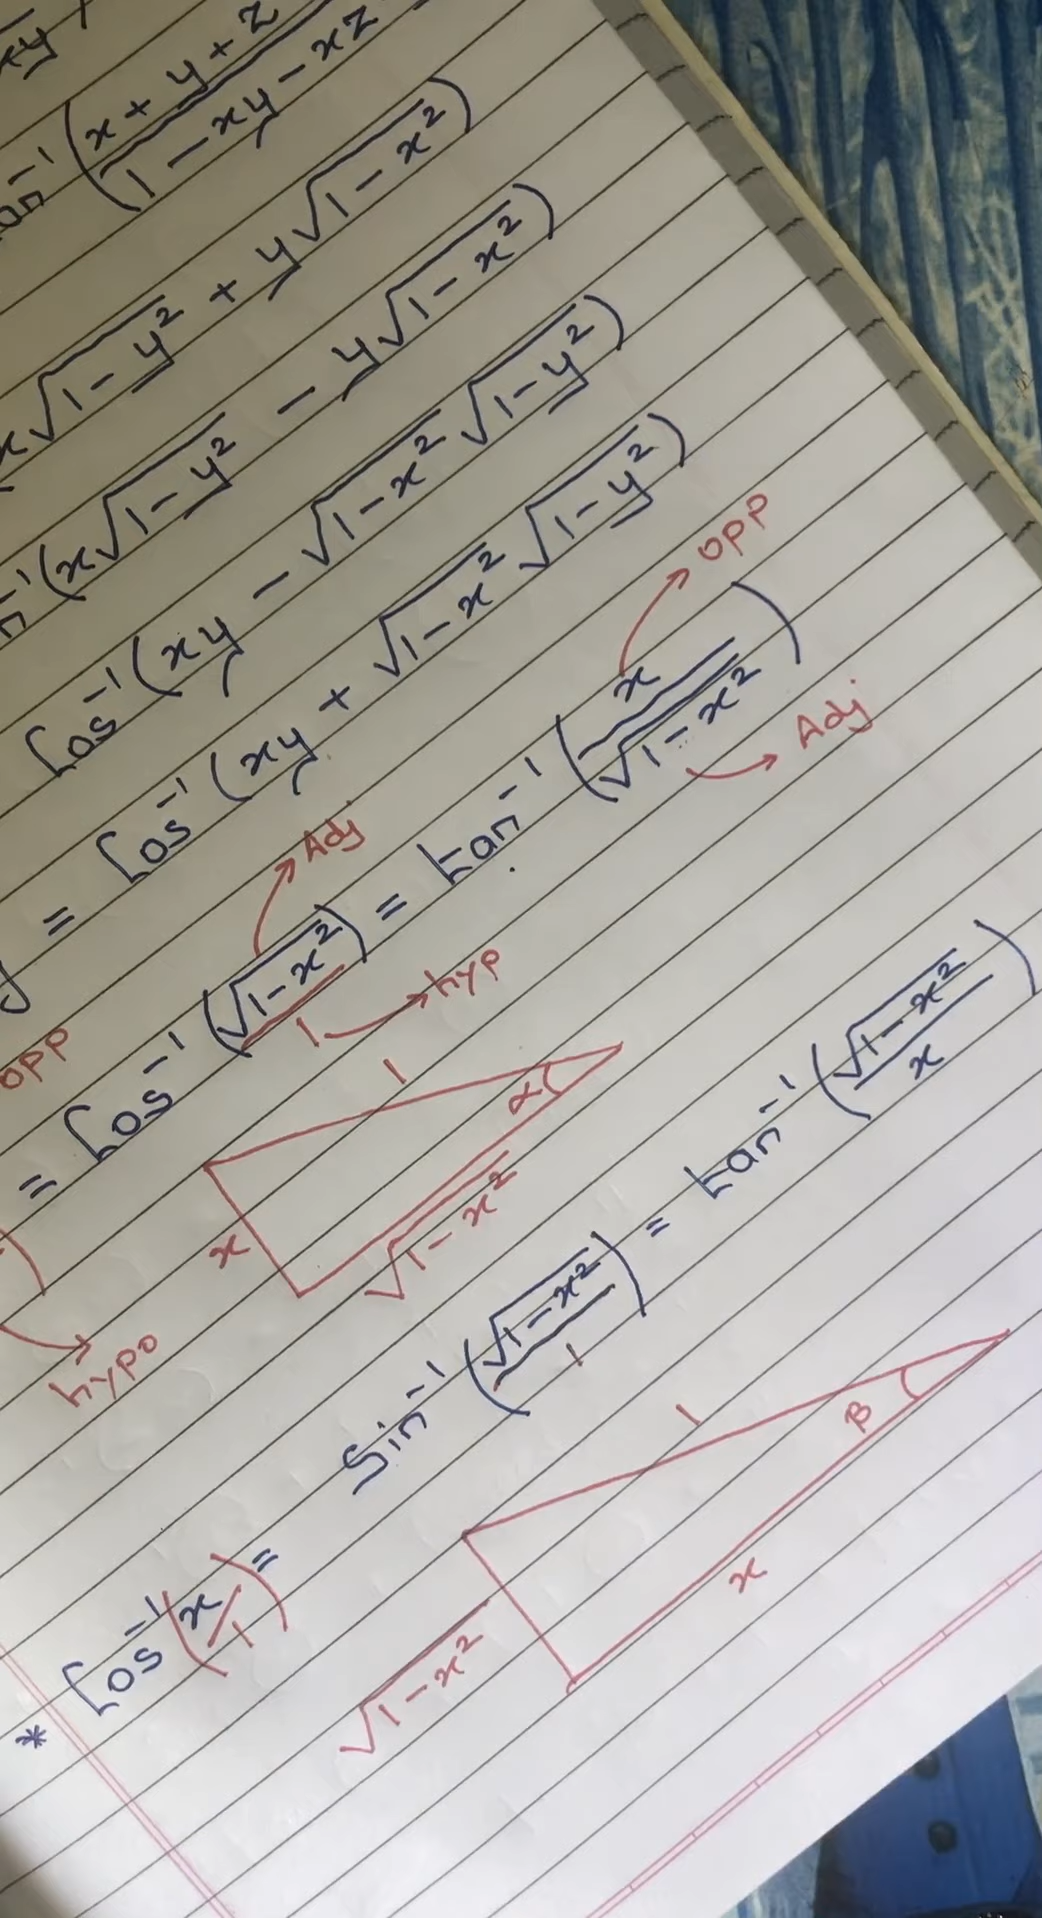 xy
an⁻¹(x + y + z / 1 - xy - xz
x√1-y² + y√1-x²)
n⁻¹(x√1-y² - y√1-x²)
Cos⁻¹(xy - √1-x² √1-y²)
= Cos⁻¹(xy + √1-x² √1-y²)
opp
= Cos⁻¹(√1-x² / 1) = tan⁻¹(x / √1-x²)
Adj
hyp
opp
Adj
hypo
1
α
x
√1-x²
* Cos⁻¹(x/1) = Sin⁻¹(√1-x² / 1) = tan⁻¹(√1-x² / x)
1
β
x
√1-x²